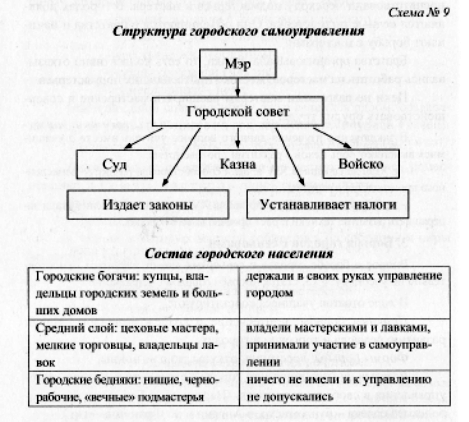 Схема № 9
Структура городского самоуправления
Мэр
Городской совет
Суд
Казна
Войско
Издает законы
Устанавливает налоги
Состав городского населения
Городские богачи: купцы, вла-
дельцы городских земель и боль-
ших домов
держали в своих руках управление
городом
Средний слой: цеховые мастера,
мелкие торговцы, владельцы ла-
вок
владели мастерскими и лавками,
принимали участие в самоуправ-
лении
Городские бедняки: нищие, черно-
рабочие, «вечные» подмастерья
ничего не имели и к управлению
не допускались